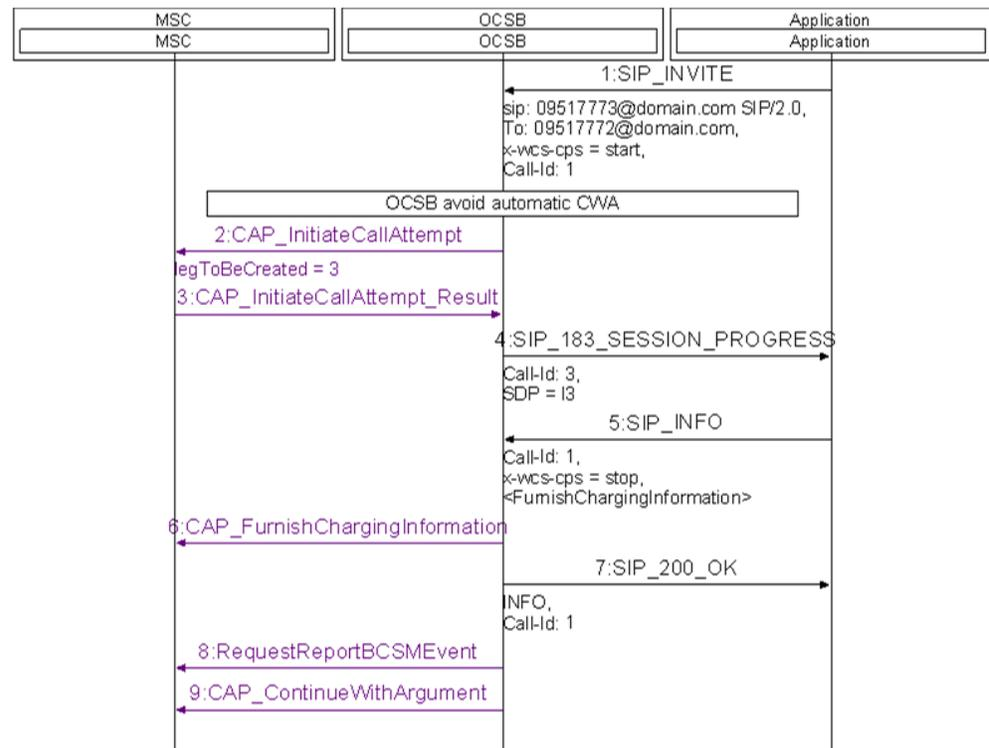 MSC
OCSB
Application
MSC
OCSB
Application
1:SIP_INVITE
sip: 09517773@domain.com SIP/2.0,
To: 09517772@domain.com,
x-wcs-cps = start,
Call-Id: 1
OCSB avoid automatic CWA
2:CAP_InitiateCallAttempt
legToBeCreated = 3
3:CAP_InitiateCallAttempt_Result
4:SIP_183_SESSION_PROGRESS
Call-Id: 3,
SDP = I3
5:SIP_INFO
Call-Id: 1,
x-wcs-cps = stop,
<FurnishChargingInformation>
6:CAP_FurnishChargingInformation
7:SIP_200_OK
INFO,
Call-Id: 1
8:RequestReportBCSMEvent
9:CAP_ContinueWithArgument